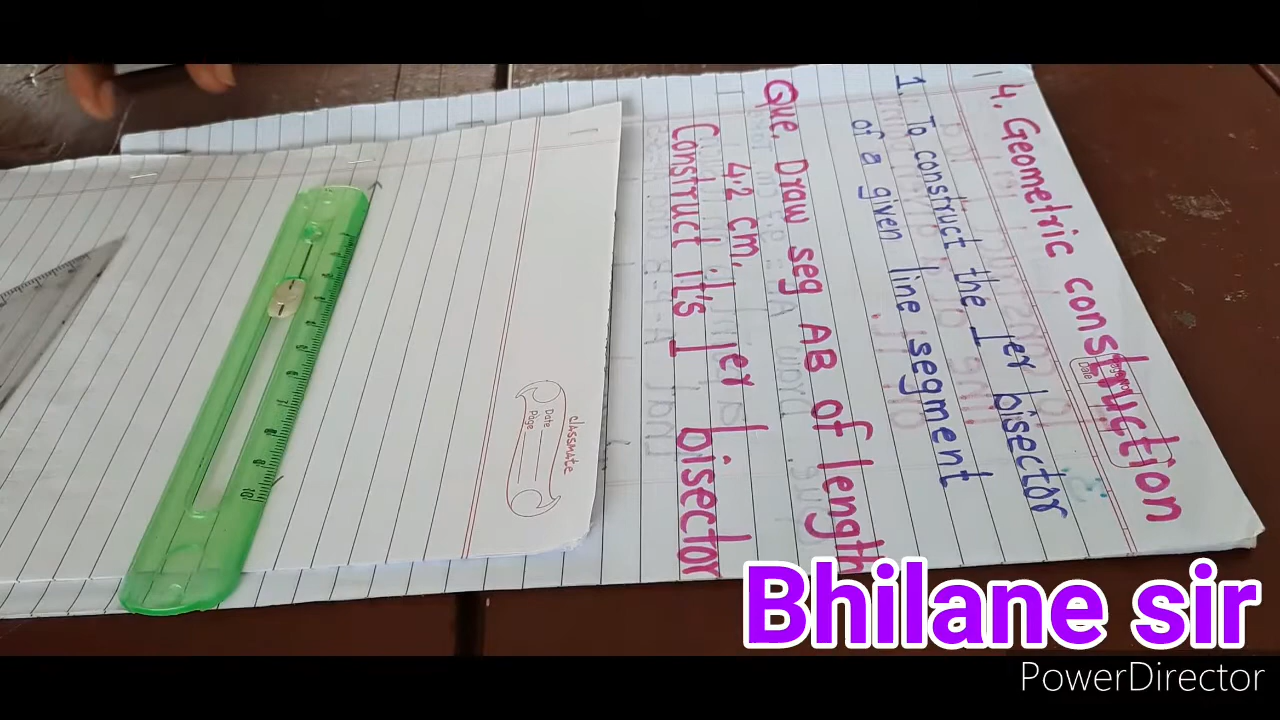 4. Geometric construction
1. To construct the ⊥er bisector
of a given line segment
Que. Draw seg AB of length
4.2 cm.
Construct it's ⊥er bisector
classmate
Date
Page
Bhilane sir
PowerDirector